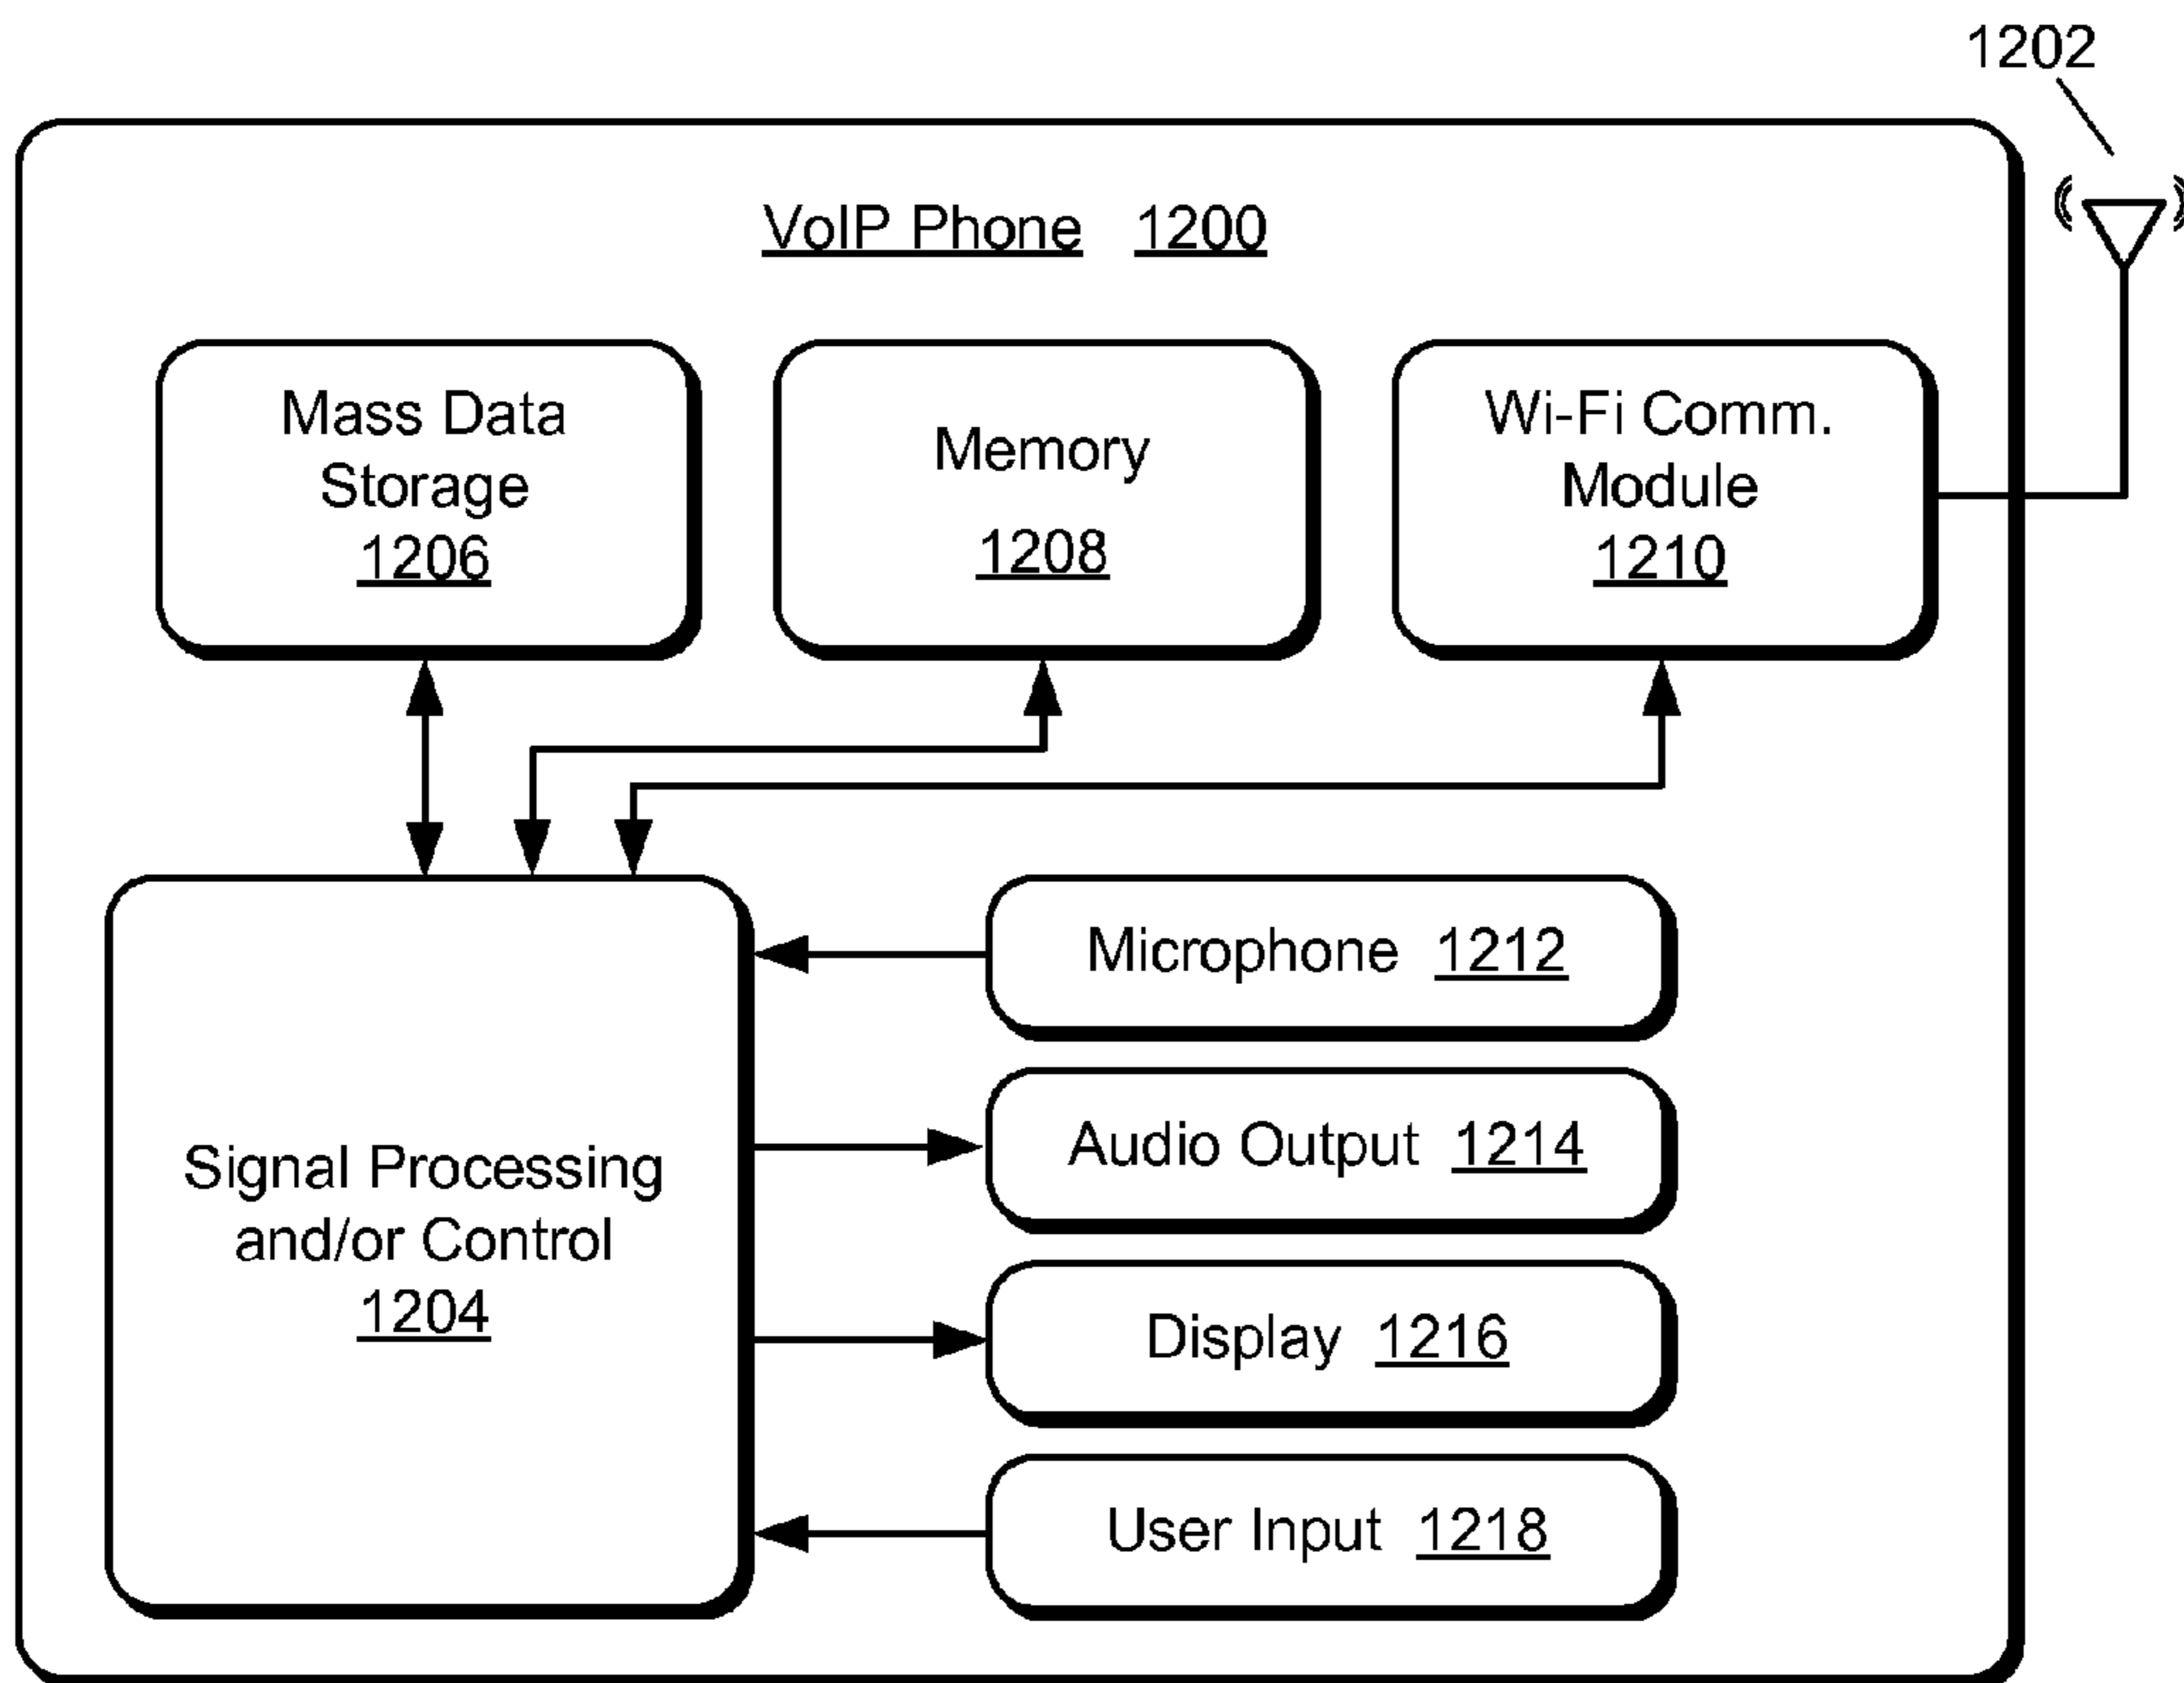 1202
VoIP Phone 1200
Mass Data
Storage
1206
Memory
1208
Wi-Fi Comm.
Module
1210
Signal Processing
and/or Control
1204
Microphone 1212
Audio Output 1214
Display 1216
User Input 1218